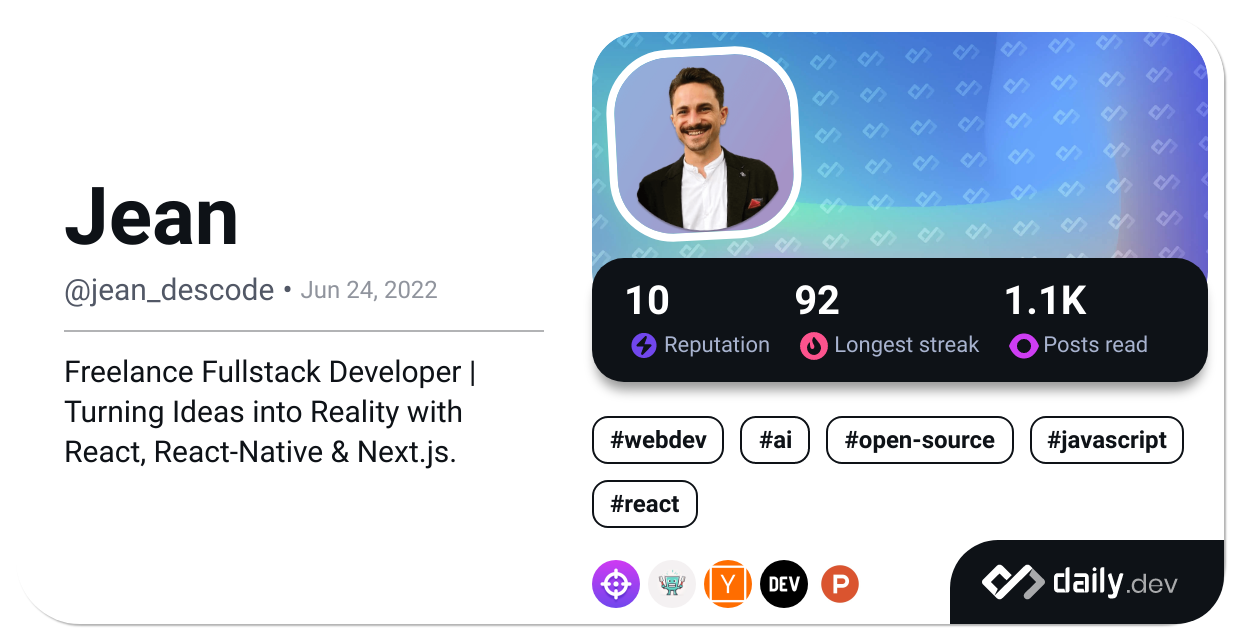 Jean
@jean_descode • Jun 24, 2022
Freelance Fullstack Developer |
Turning Ideas into Reality with
React, React-Native & Next.js.
10 92 1.1K
Reputation Longest streak Posts read
#webdev #ai #open-source #javascript
#react
Y DEV P
daily.dev